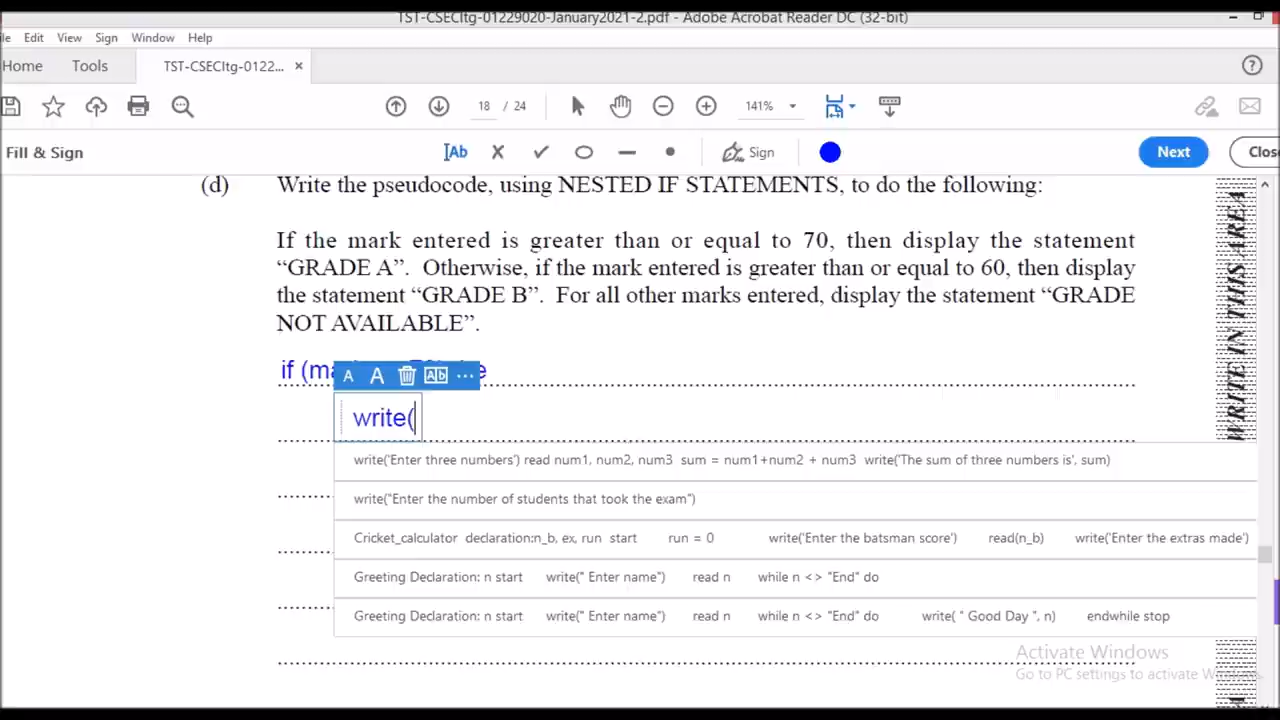 TST-CSECItg-01229020-January2021-2.pdf - Adobe Acrobat Reader DC (32-bit)
Edit View Sign Window Help
Home Tools TST-CSECItg-0122... ×
18 / 24 141%
Fill & Sign Ab Sign Next
(d) Write the pseudocode, using NESTED IF STATEMENTS, to do the following:
If the mark entered is greater than or equal to 70, then display the statement
“GRADE A”. Otherwise, if the mark entered is greater than or equal to 60, then display
the statement “GRADE B”. For all other marks entered, display the statement “GRADE
NOT AVAILABLE”.
if
A A Ab ...
write(
write('Enter three numbers') read num1, num2, num3 sum = num1+num2 + num3 write('The sum of three numbers is', sum)
write("Enter the number of students that took the exam")
Cricket_calculator declaration:n_b, ex, run start run = 0 write('Enter the batsman score') read(n_b) write('Enter the extras made')
Greeting Declaration: n start write(" Enter name") read n while n <> "End" do
Greeting Declaration: n start write(" Enter name") read n while n <> "End" do write( " Good Day ", n) endwhile stop
WRITE IN THIS AREA
Activate Windows
Go to PC settings to activate